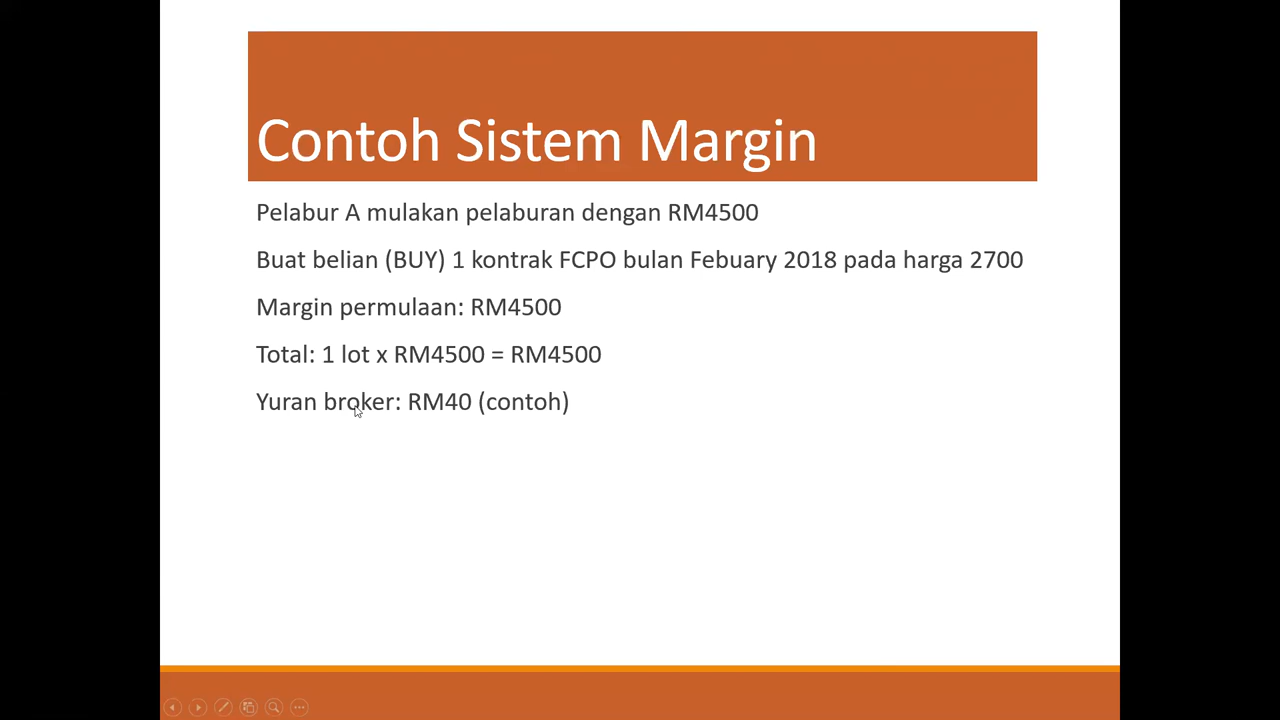 Contoh Sistem Margin
Pelabur A mulakan pelaburan dengan RM4500
Buat belian (BUY) 1 kontrak FCPO bulan Febuary 2018 pada harga 2700
Margin permulaan: RM4500
Total: 1 lot x RM4500 = RM4500
Yuran broker: RM40 (contoh)